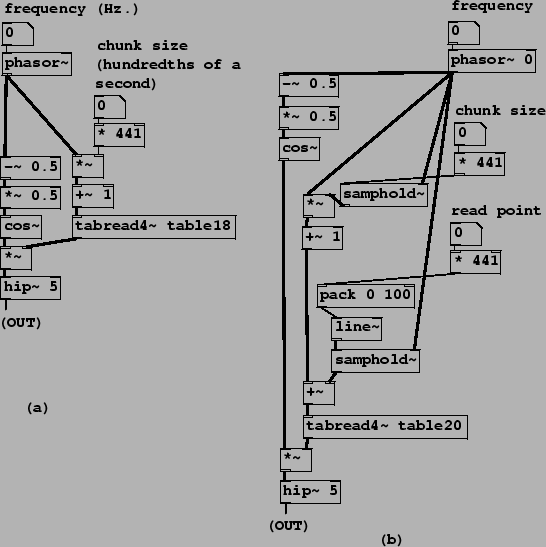 frequency (Hz.)
0
phasor~
chunk size
(hundredths of a
second)
0
* 441
-~ 0.5
*~
*~ 0.5
+~ 1
cos~
tabread4~ table18
*~
hip~ 5
(OUT)
(a)
frequency
0
phasor~ 0
-~ 0.5
*~ 0.5
cos~
chunk size
0
* 441
samphold~
*~
+~ 1
read point
0
* 441
pack 0 100
line~
samphold~
+~
tabread4~ table20
*~
hip~ 5
(OUT)
(b)